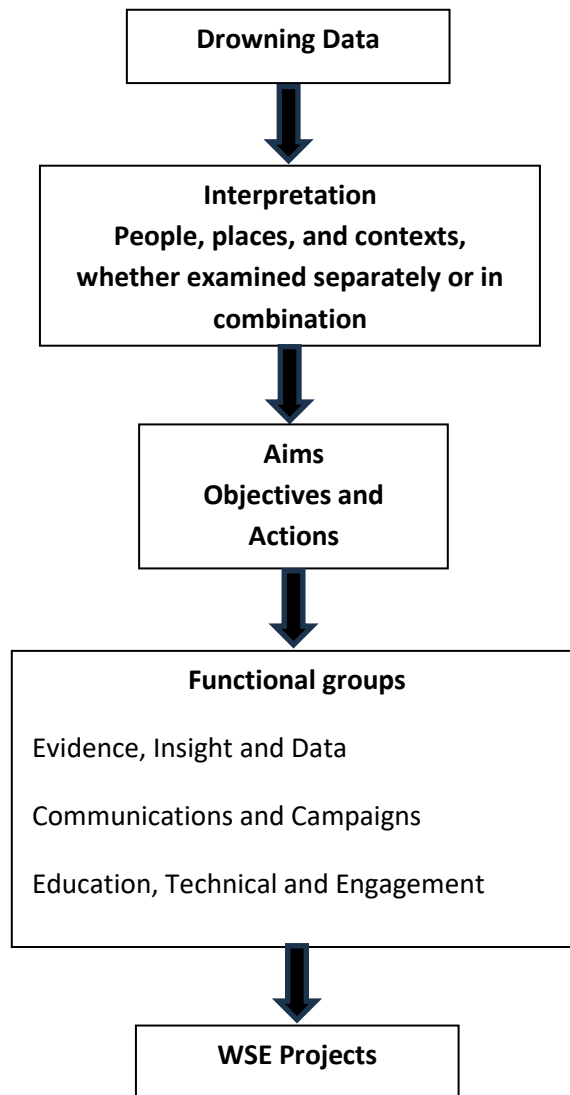 Drowning Data
Interpretation
People, places, and contexts,
whether examined separately or in
combination
Aims
Objectives and
Actions
Functional groups
Evidence, Insight and Data
Communications and Campaigns
Education, Technical and Engagement
WSE Projects